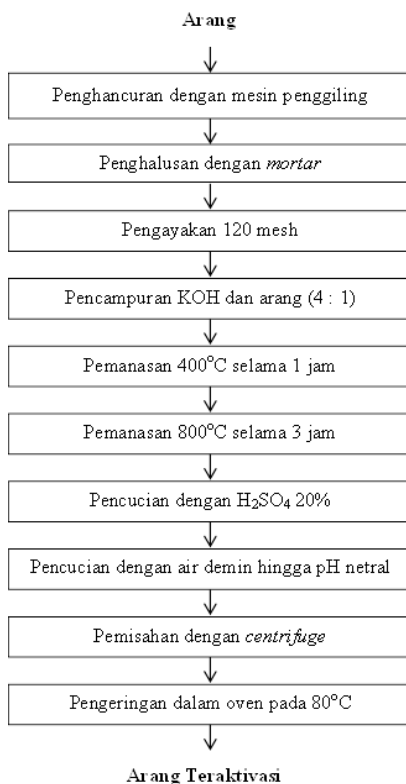 Arang
Penghancuran dengan mesin penggiling
Penghalusan dengan mortar
Pengayakan 120 mesh
Pencampuran KOH dan arang (4 : 1)
Pemanasan 400°C selama 1 jam
Pemanasan 800°C selama 3 jam
Pencucian dengan H₂SO₄ 20%
Pencucian dengan air demin hingga pH netral
Pemisahan dengan centrifuge
Pengeringan dalam oven pada 80°C
Arang Teraktivasi